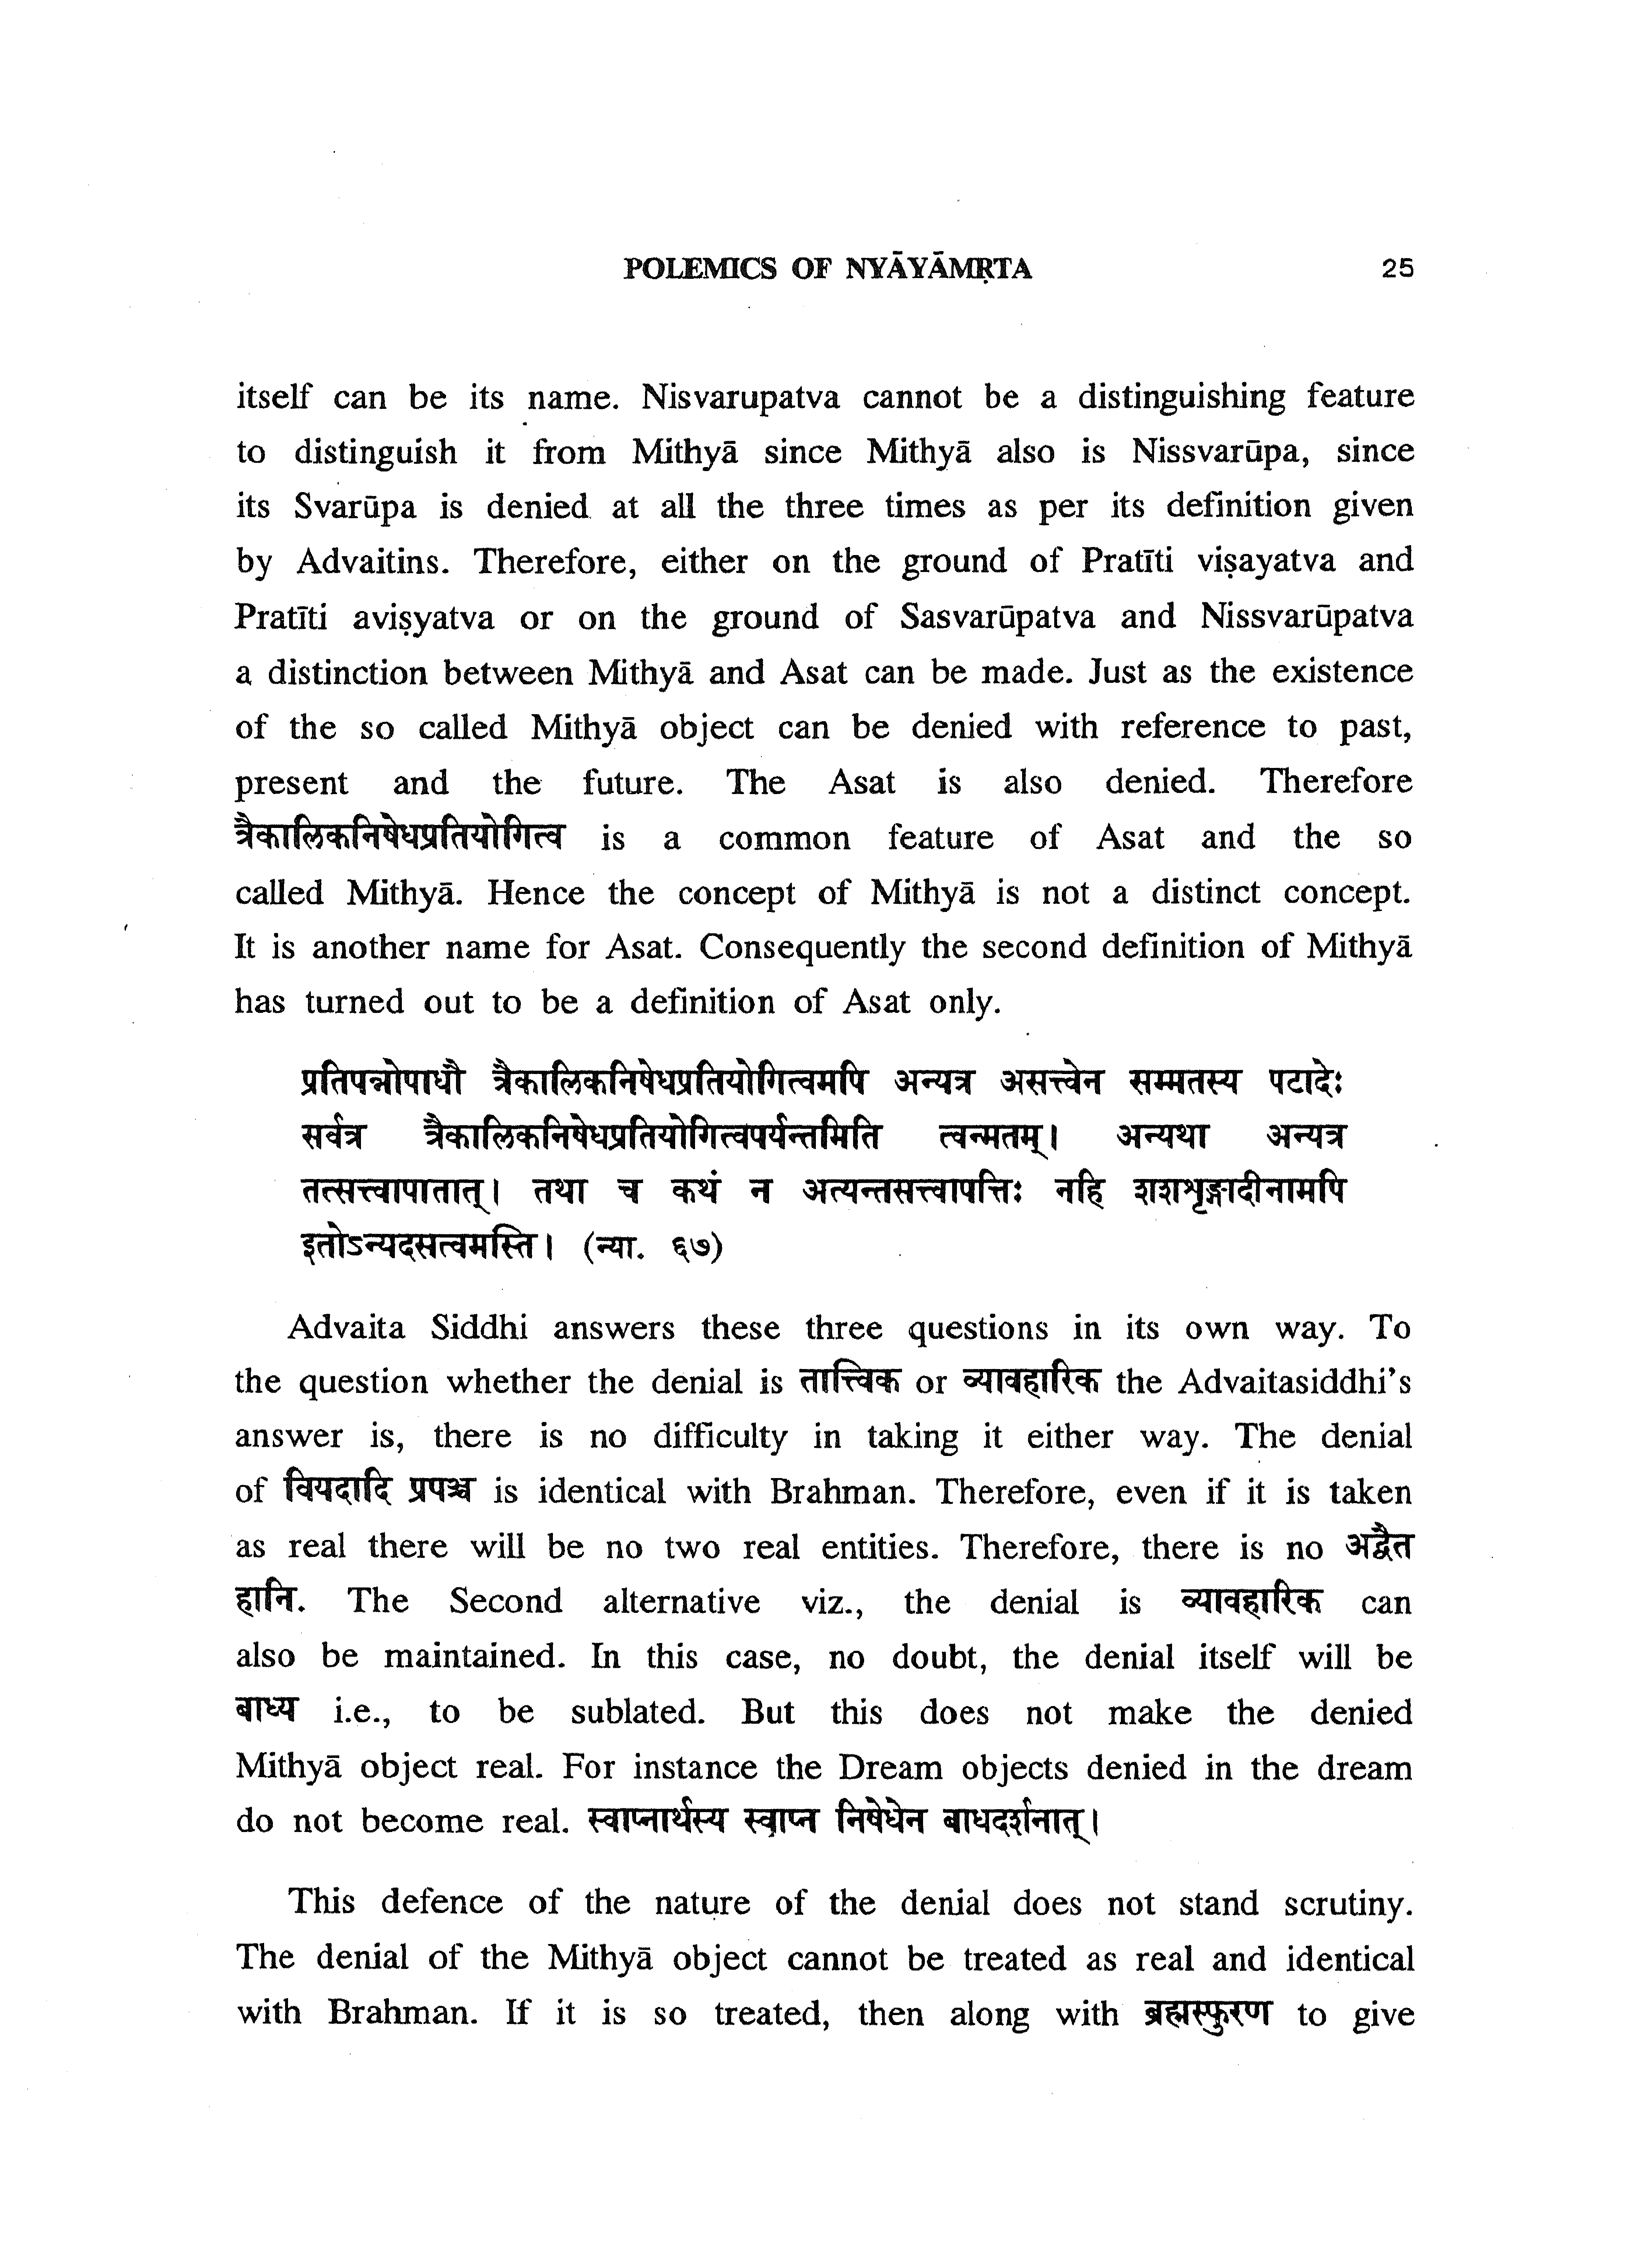 POLEMICS OF NYĀYĀMṚTA 25
itself can be its name. Nisvarupatva cannot be a distinguishing feature
to distinguish it from Mithyā since Mithyā also is Nissvarūpa, since
its Svarūpa is denied at all the three times as per its definition given
by Advaitins. Therefore, either on the ground of Pratīti viṣayatva and
Pratīti aviṣyatva or on the ground of Sasvarūpatva and Nissvarūpatva
a distinction between Mithyā and Asat can be made. Just as the existence
of the so called Mithyā object can be denied with reference to past,
present and the future. The Asat is also denied. Therefore
त्रैकालिकनिषेधप्रतियोगित्व is a common feature of Asat and the so
called Mithyā. Hence the concept of Mithyā is not a distinct concept.
It is another name for Asat. Consequently the second definition of Mithyā
has turned out to be a definition of Asat only.
प्रतिपन्नोपाधौ त्रैकालिकनिषेधप्रतियोगित्वमपि अन्यत्र असत्त्वेन सम्मतस्य पटादेः
सर्वत्र त्रैकालिकनिषेधप्रतियोगित्वपर्यन्तमिति त्वन्मतम्। अन्यथा अन्यत्र
तत्सत्त्वापातात्। तथा च कथं न अत्यन्तसत्त्वापत्तिः नहि शशशृङ्गादीनामपि
इतोऽन्यदसत्वमस्ति। (न्या. ६७)
Advaita Siddhi answers these three questions in its own way. To
the question whether the denial is तात्त्विक or व्यावहारिक the Advaitasiddhi's
answer is, there is no difficulty in taking it either way. The denial
of वियदादि प्रपञ्च is identical with Brahman. Therefore, even if it is taken
as real there will be no two real entities. Therefore, there is no अद्वैत
हानि. The Second alternative viz., the denial is व्यावहारिक can
also be maintained. In this case, no doubt, the denial itself will be
बाध्य i.e., to be sublated. But this does not make the denied
Mithyā object real. For instance the Dream objects denied in the dream
do not become real. स्वाप्नार्थस्य स्वाप्न निषेधेन बाधदर्शनात्।
This defence of the nature of the denial does not stand scrutiny.
The denial of the Mithyā object cannot be treated as real and identical
with Brahman. If it is so treated, then along with ब्रह्मस्फुरण to give